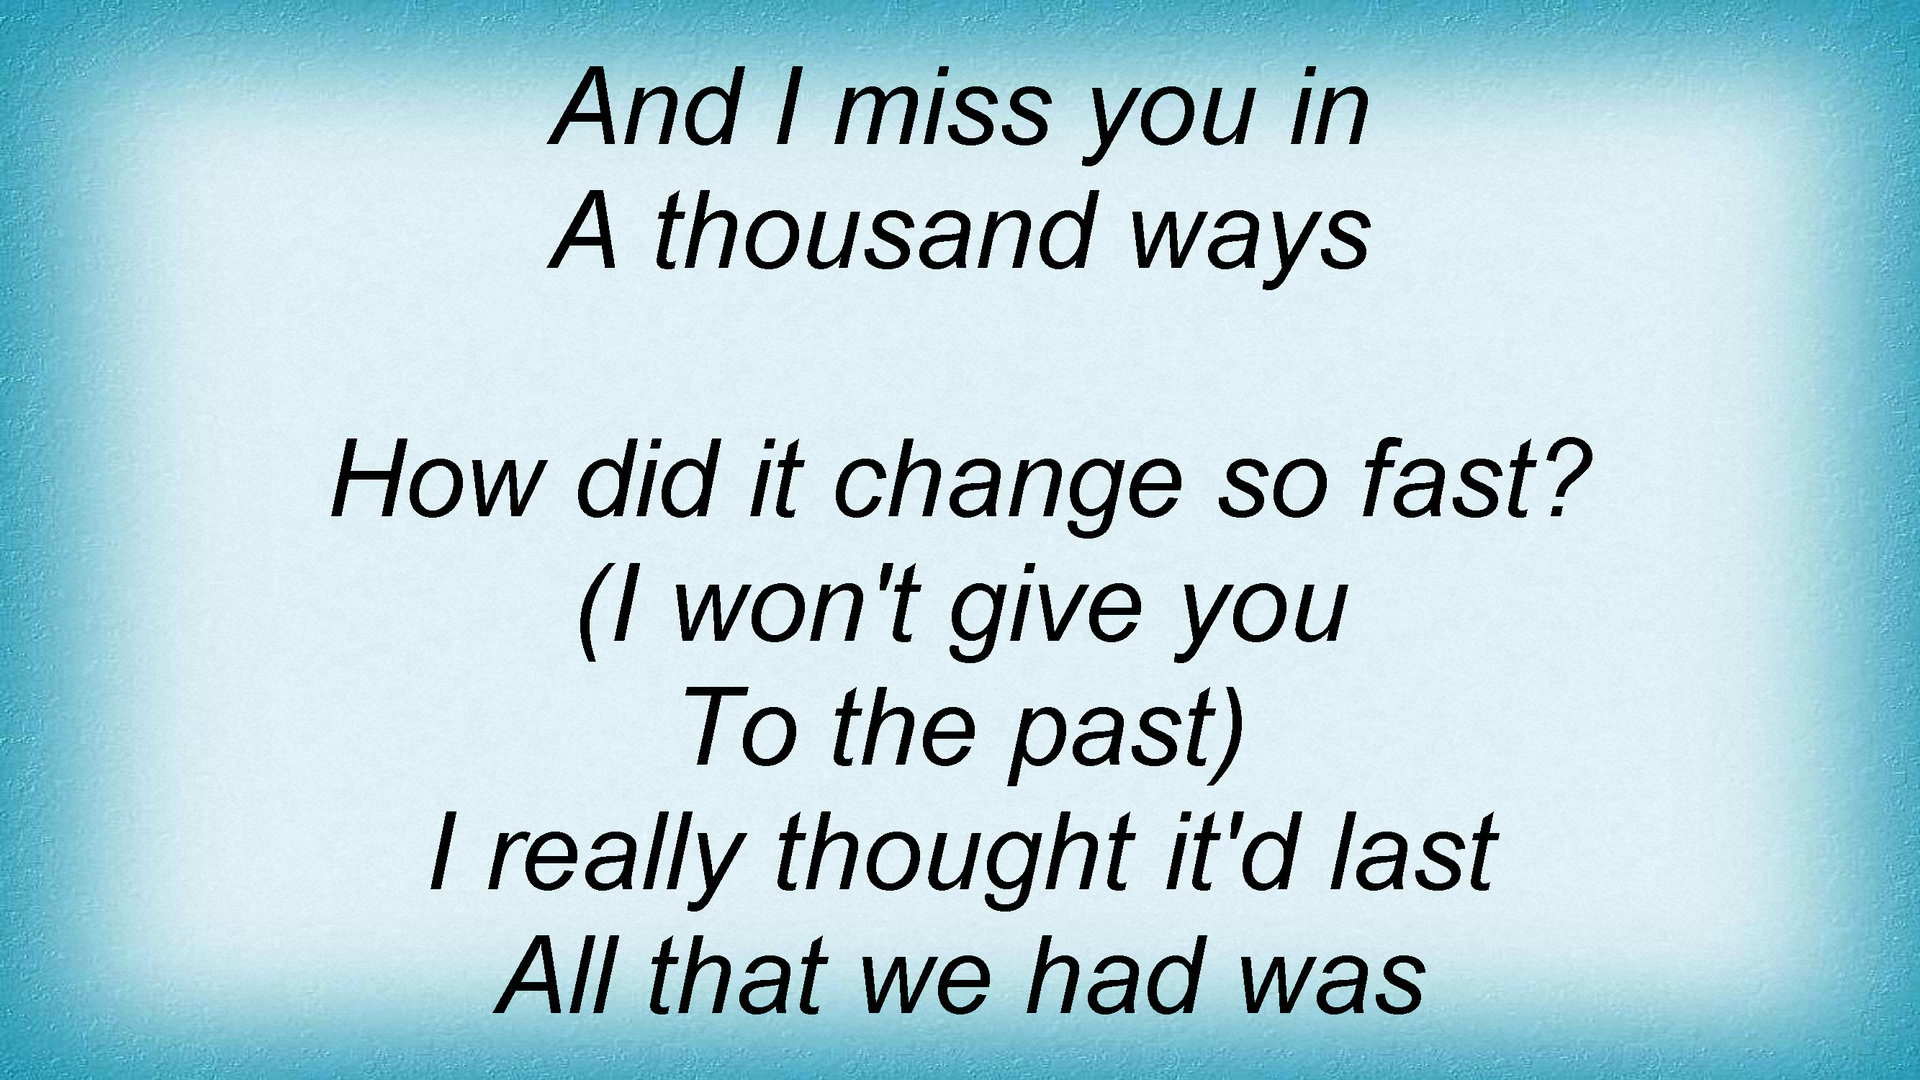 And I miss you in
A thousand ways
How did it change so fast?
(I won't give you
To the past)
I really thought it'd last
All that we had was